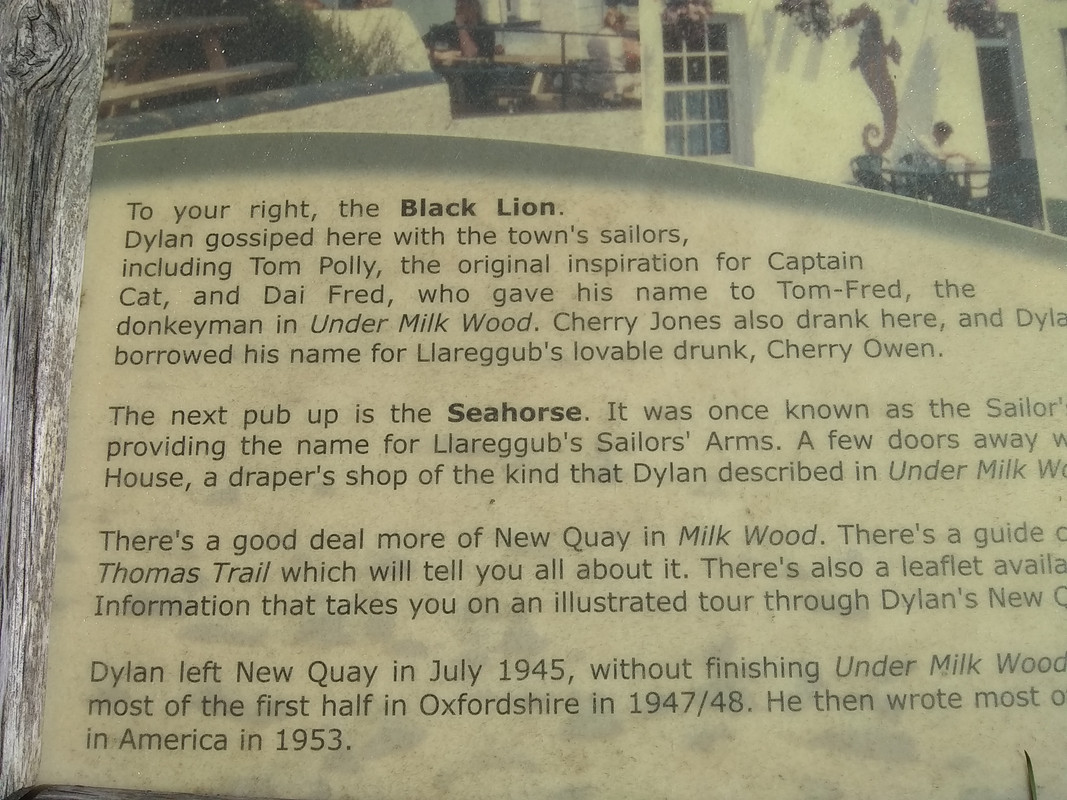 To your right, the Black Lion.
Dylan gossiped here with the town's sailors,
including Tom Polly, the original inspiration for Captain
Cat, and Dai Fred, who gave his name to Tom-Fred, the
donkeyman in Under Milk Wood. Cherry Jones also drank here, and Dyla
borrowed his name for Llareggub's lovable drunk, Cherry Owen.
The next pub up is the Seahorse. It was once known as the Sailor's
providing the name for Llareggub's Sailors' Arms. A few doors away w
House, a draper's shop of the kind that Dylan described in Under Milk Wo
There's a good deal more of New Quay in Milk Wood. There's a guide
Thomas Trail which will tell you all about it. There's also a leaflet availa
Information that takes you on an illustrated tour through Dylan's New Q
Dylan left New Quay in July 1945, without finishing Under Milk Wood
most of the first half in Oxfordshire in 1947/48. He then wrote most o
in America in 1953.